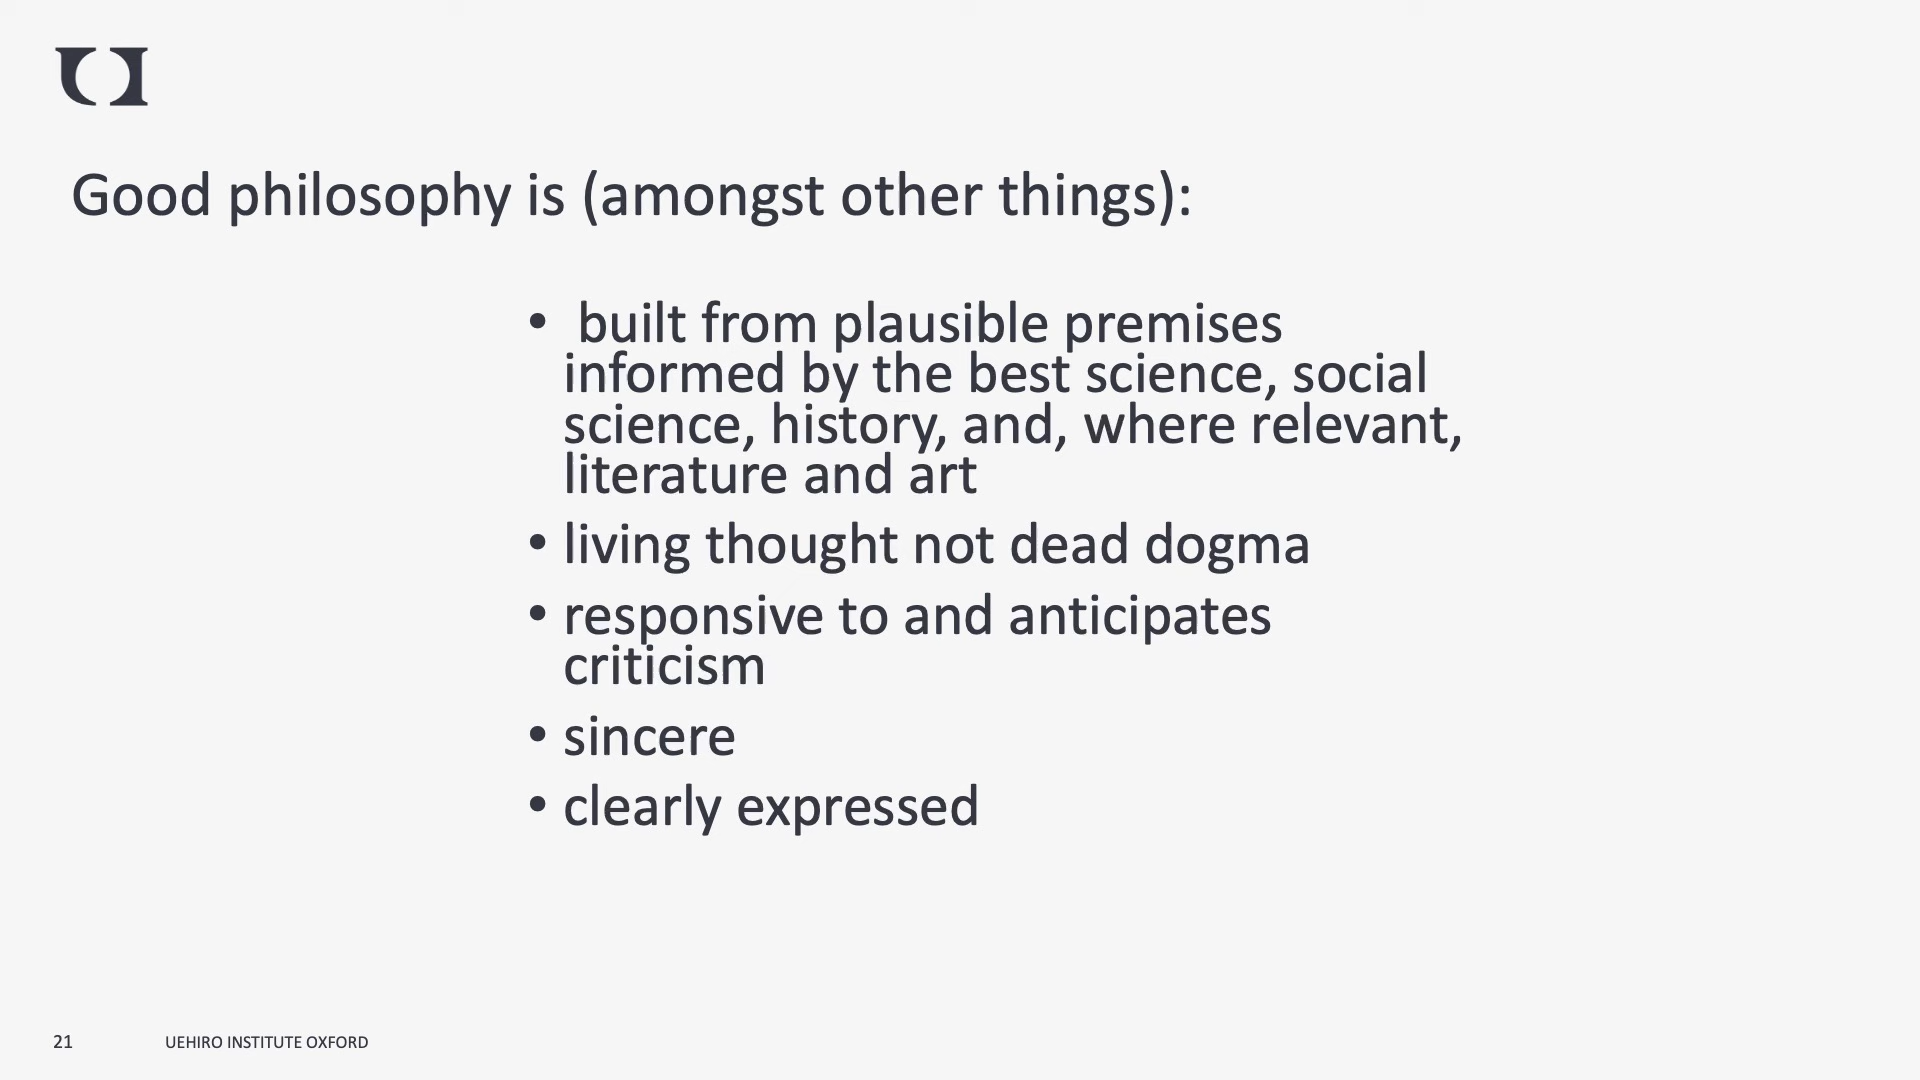 Good philosophy is (amongst other things):
• built from plausible premises
informed by the best science, social
science, history, and, where relevant,
literature and art
• living thought not dead dogma
• responsive to and anticipates
criticism
• sincere
• clearly expressed
21 UEHIRO INSTITUTE OXFORD